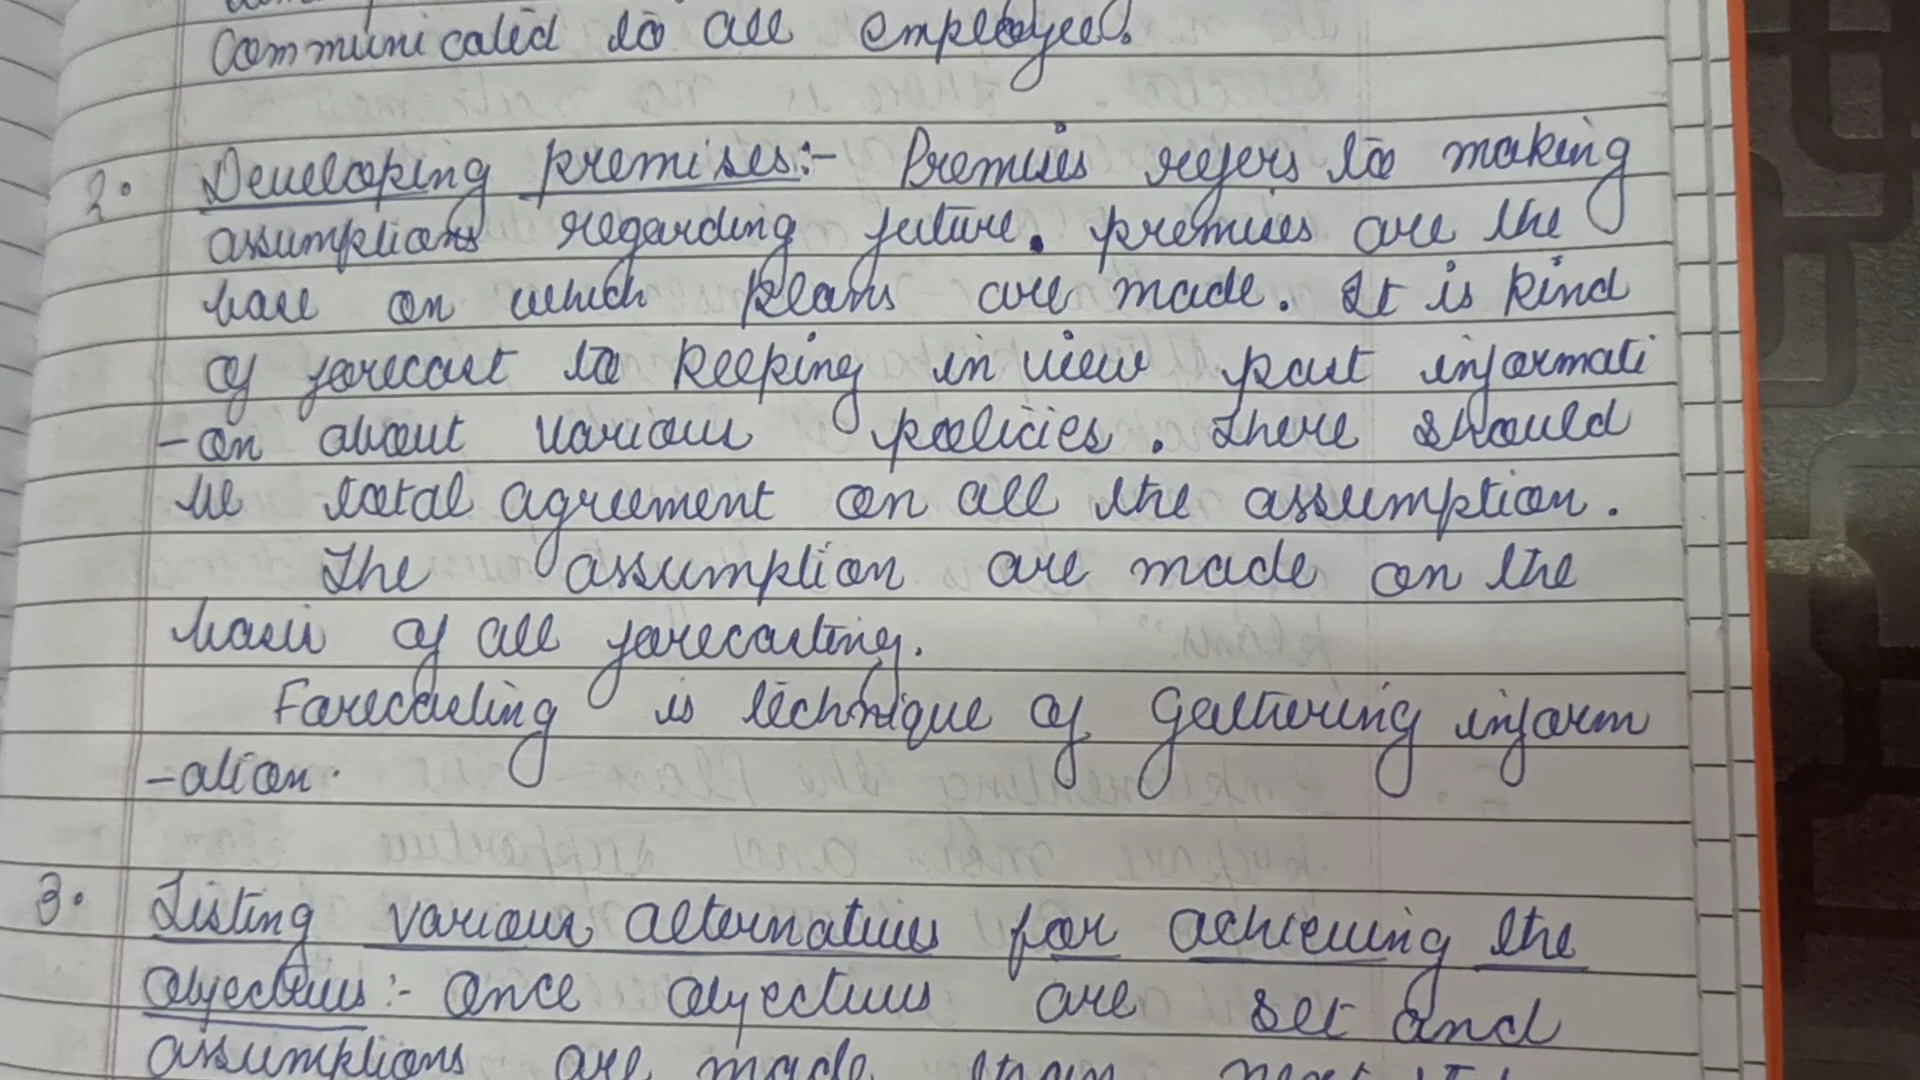 Communicated to all employees.
2. Developing premises:- Premises refers to making
assumptions regarding future. premises are the
base on which plans are made. It is kind
of forecast to keeping in view past informati
-on about various policies. There should
be total agreement on all the assumption.
The assumption are made on the
basis of all forecasting.
Forecasting is technique of gathering inform
-ation.
3. Listing various alternatives for achieving the
objectives:- Once objectives are set and
assumptions are made